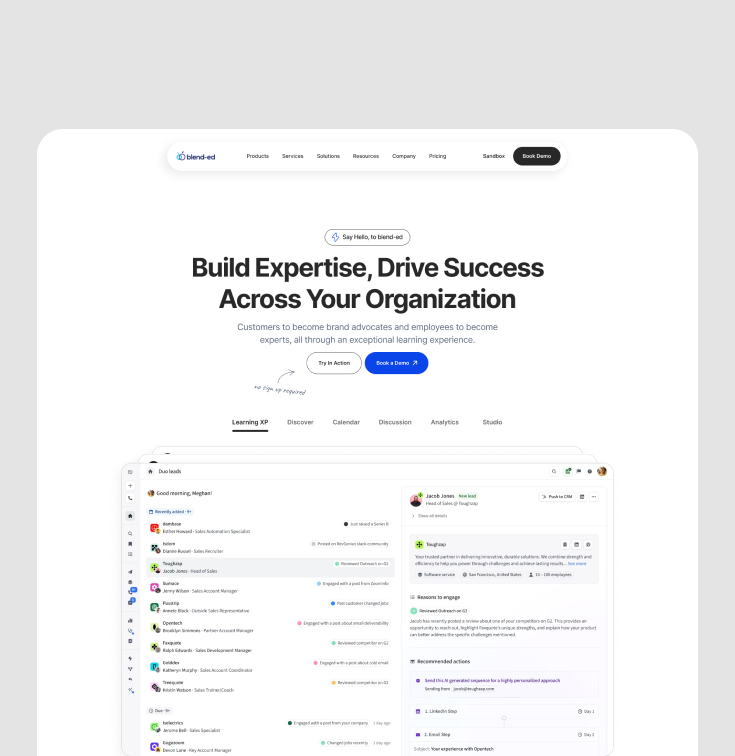 blend-ed
Products Services Solutions Resources Company Pricing Sandbox Book Demo
Say Hello, to blend-ed
Build Expertise, Drive Success
Across Your Organization
Customers to become brand advocates and employees to become
experts, all through an exceptional learning experience.
Try In Action Book a Demo
no sign up required
Learning XP Discover Calendar Discussion Analytics Studio
Duo leads
Good morning, Meghan!
Recently added · 9+
dambase
Esther Howard · Sales Automation Specialist
Just raised a Series B
Isdom
Dianne Russel · Sales Recruiter
Posted on RevGenius slack community
Toughzap
Jacob Jones · Head of Sales
Reviewed Outreach on G2
Sumace
Jenny Wilson · Sales Account Manager
Engaged with a post from Zoominfo
Plusstrip
Annete Black · Outside Sales Representative
Past customer changed jobs
Opentech
Brooklyn Simmons · Partner Account Manager
Engaged with a post about email deliverability
Faxquote
Ralph Edwards · Sales Development Manager
Reviewed competitor on G2
Golddex
Katheryn Murphy · Sales Account Coordinator
Engaged with a post about cold email
Treequote
Kristin Watson · Sales Trainer/Coach
Reviewed competitor on G2
Due · 9+
Iselectrics
Jerome Bell · Sales Specialist
Engaged with a post from your company 1 day ago
Gogozoom
Devon Lane · Key Account Manager
Changed jobs recently 1 day ago
Jacob Jones New lead
Head of Sales @ Toughzap
Push to CRM
Show all details
Toughzap
Your trusted partner in delivering innovative, durable solutions. We combine strength and
efficiency to help you power through challenges and achieve lasting results... See more
Software service San Francisco, United States 10 - 100 employees
Reasons to engage
Reviewed Outreach on G2
Jacob has recently posted a review about one of your competitors on G2. This provides an
opportunity to reach out, highlight Faxquote's unique strengths, and explain how your product
can better address the specific challenges mentioned.
Recommended actions
Send this AI generated sequence for a highly personalized approach
Sending from jacob@toughzap.com
1. LinkedIn Step Day 1
2. Email Step Day 2
Subject: Your experience with Opentech